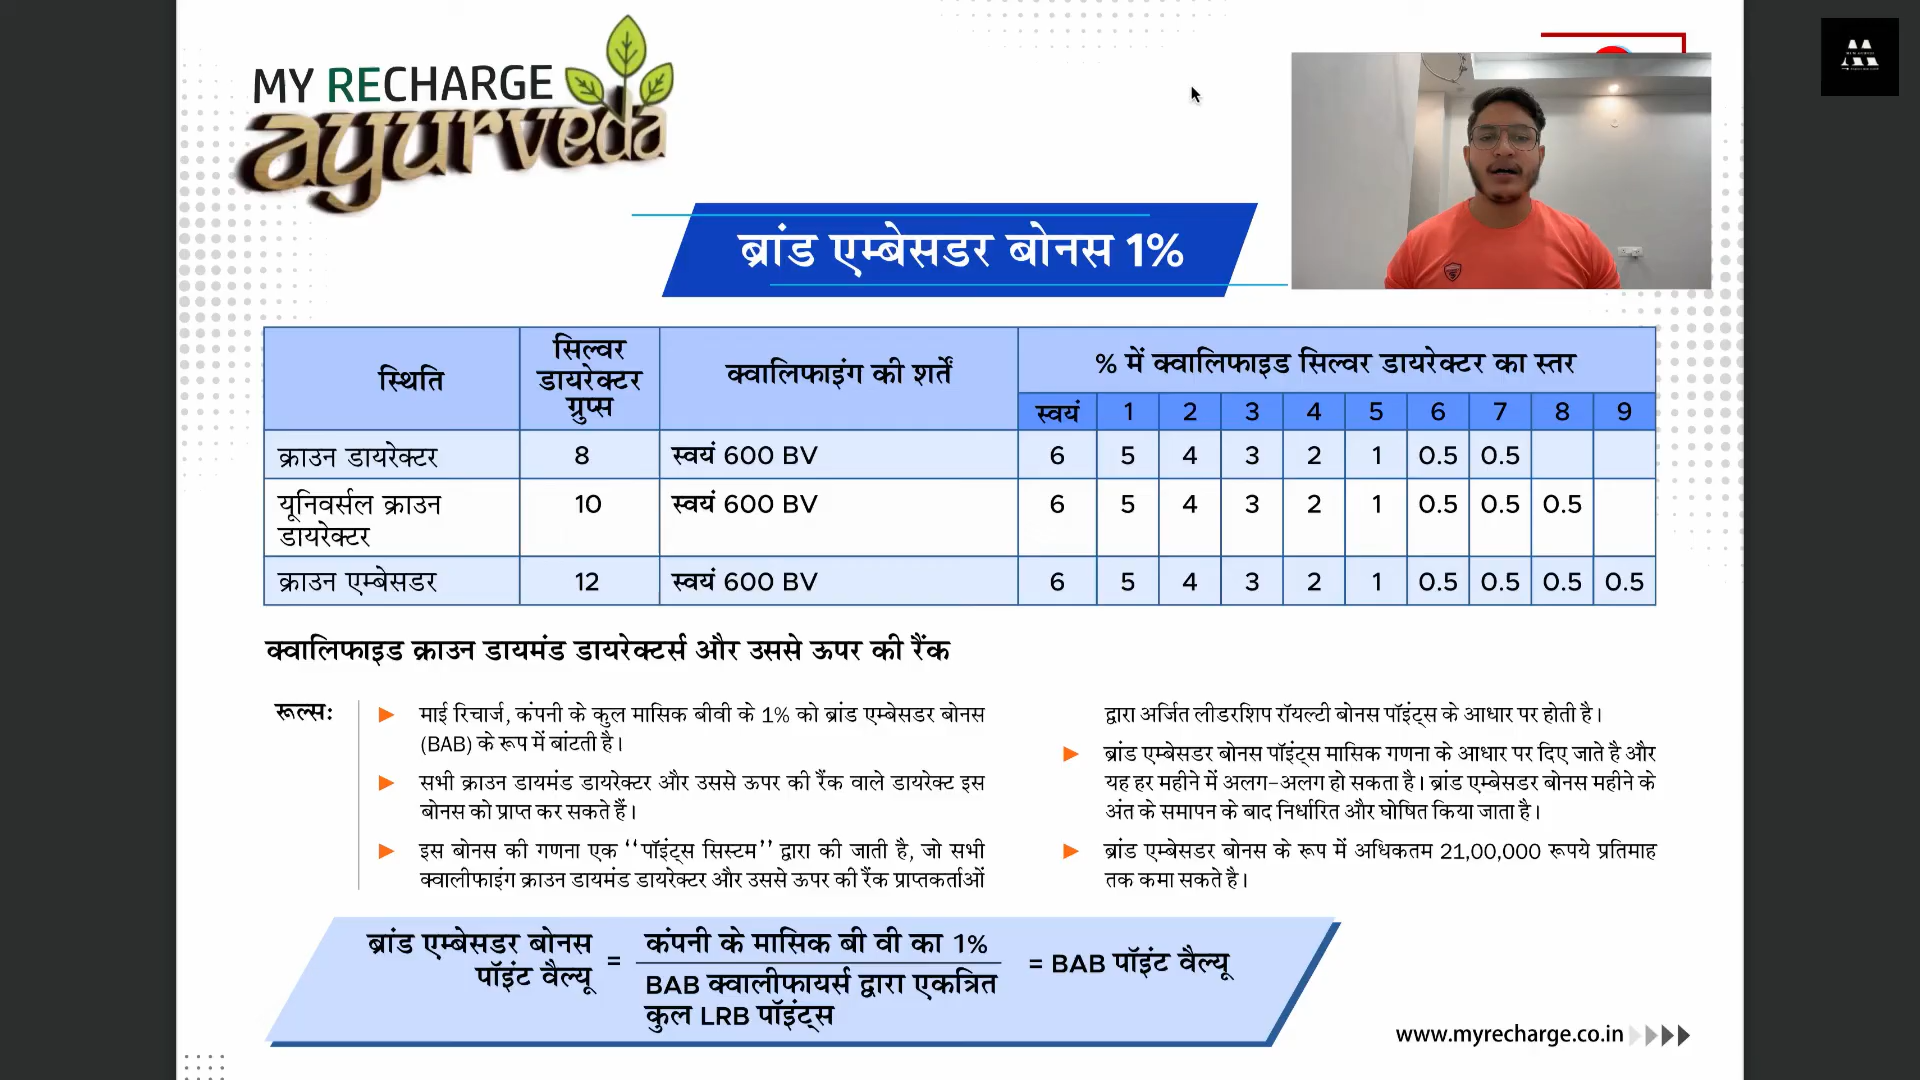 MY RECHARGE
ayurveda
ब्रांड एम्बेसडर बोनस 1%
स्थिति
सिल्वर
डायरेक्टर
ग्रुप्स
क्वालिफाइंग की शर्तें
% में क्वालिफाइड सिल्वर डायरेक्टर का स्तर
स्वयं 1 2 3 4 5 6 7 8 9
क्राउन डायरेक्टर 8 स्वयं 600 BV 6 5 4 3 2 1 0.5 0.5
यूनिवर्सल क्राउन 10 स्वयं 600 BV 6 5 4 3 2 1 0.5 0.5 0.5
डायरेक्टर
क्राउन एम्बेसडर 12 स्वयं 600 BV 6 5 4 3 2 1 0.5 0.5 0.5 0.5
क्वालिफाइड क्राउन डायमंड डायरेक्टर्स और उससे ऊपर की रैंक
रूल्सः
माई रिचार्ज, कंपनी के कुल मासिक बीवी के 1% को ब्रांड एम्बेसडर बोनस
(BAB) के रूप में बांटती है।
सभी क्राउन डायमंड डायरेक्टर और उससे ऊपर की रैंक वाले डायरेक्ट इस
बोनस को प्राप्त कर सकते हैं।
इस बोनस की गणना एक ‘‘पॉइंट्स सिस्टम’’ द्वारा की जाती है, जो सभी
क्वालीफाइंग क्राउन डायमंड डायरेक्टर और उससे ऊपर की रैंक प्राप्तकर्ताओं
द्वारा अर्जित लीडरशिप रॉयल्टी बोनस पॉइंट्स के आधार पर होती है।
ब्रांड एम्बेसडर बोनस पॉइंट्स मासिक गणना के आधार पर दिए जाते है और
यह हर महीने में अलग-अलग हो सकता है। ब्रांड एम्बेसडर बोनस महीने के
अंत के समापन के बाद निर्धारित और घोषित किया जाता है।
ब्रांड एम्बेसडर बोनस के रूप में अधिकतम 21,00,000 रूपये प्रतिमाह
तक कमा सकते है।
ब्रांड एम्बेसडर बोनस
पॉइंट वैल्यू
=
कंपनी के मासिक बी वी का 1%
BAB क्वालीफायर्स द्वारा एकत्रित
कुल LRB पॉइंट्स
= BAB पॉइंट वैल्यू
www.myrecharge.co.in